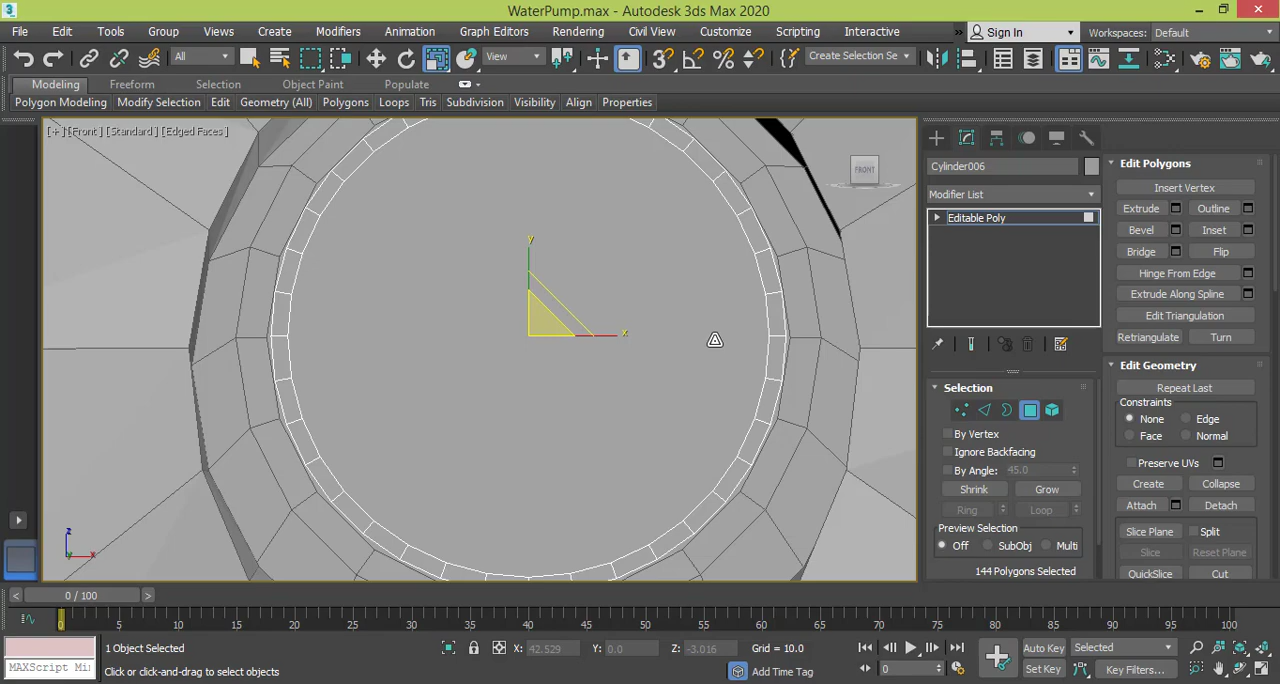 WaterPump.max - Autodesk 3ds Max 2020
File Edit Tools Group Views Create Modifiers Animation Graph Editors Rendering Civil View Customize Scripting Interactive » Sign In Workspaces: Default
All View Create Selection Se
Modeling Freeform Selection Object Paint Populate
Polygon Modeling Modify Selection Edit Geometry (All) Polygons Loops Tris Subdivision Visibility Align Properties
[+] [Front] [Standard] [Edged Faces]
FRONT
y
x
z
x
y
Cylinder006
Modifier List
Editable Poly
Selection
By Vertex
Ignore Backfacing
By Angle: 45.0
Shrink Grow
Ring Loop
Preview Selection
Off SubObj Multi
144 Polygons Selected
Edit Polygons
Insert Vertex
Extrude Outline
Bevel Inset
Bridge Flip
Hinge From Edge
Extrude Along Spline
Edit Triangulation
Retriangulate Turn
Edit Geometry
Repeat Last
Constraints
None Edge
Face Normal
Preserve UVs
Create Collapse
Attach Detach
Slice Plane Split
Slice Reset Plane
QuickSlice Cut
< 0 / 100 >
0 5 10 15 20 25 30 35 40 45 50 55 60 65 70 75 80 85 90 95 100
1 Object Selected X: 42.529 Y: 0.0 Z: -3.016 Grid = 10.0 Auto Key Selected
MAXScript Mi Click or click-and-drag to select objects Add Time Tag 0 Set Key Key Filters...